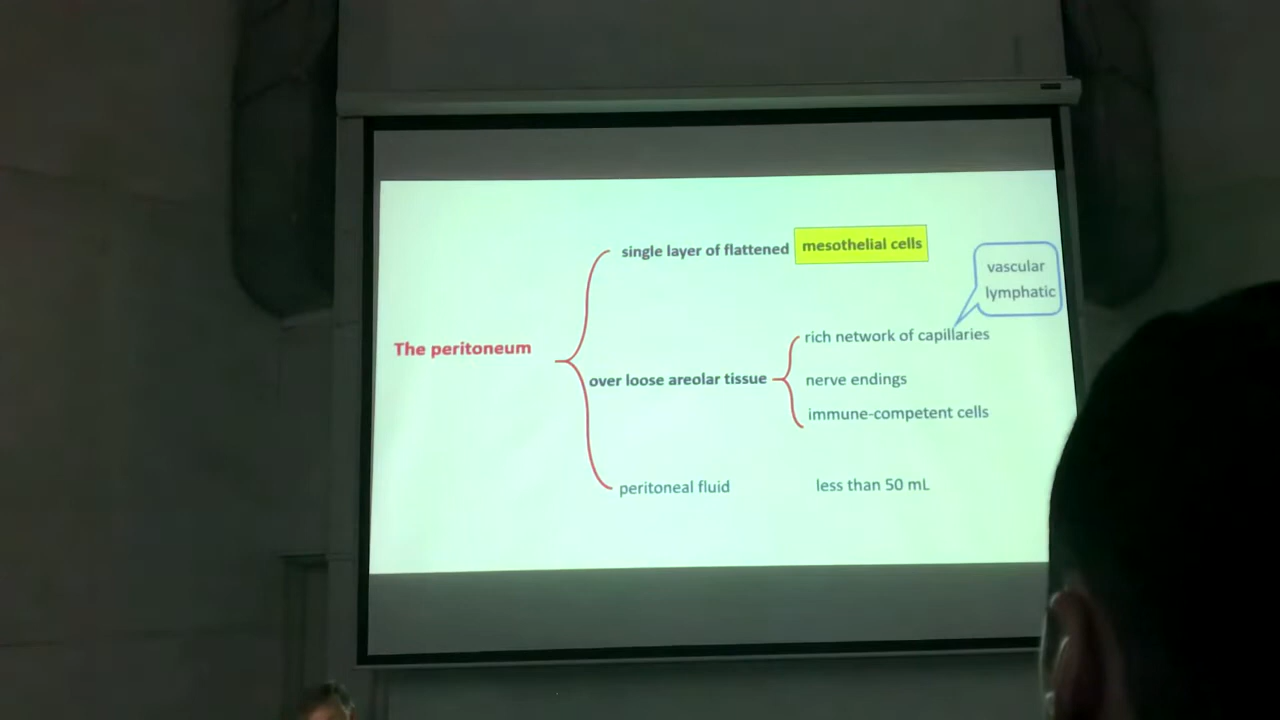 single layer of flattened mesothelial cells
vascular
lymphatic
rich network of capillaries
The peritoneum
over loose areolar tissue
nerve endings
immune-competent cells
peritoneal fluid
less than 50 mL